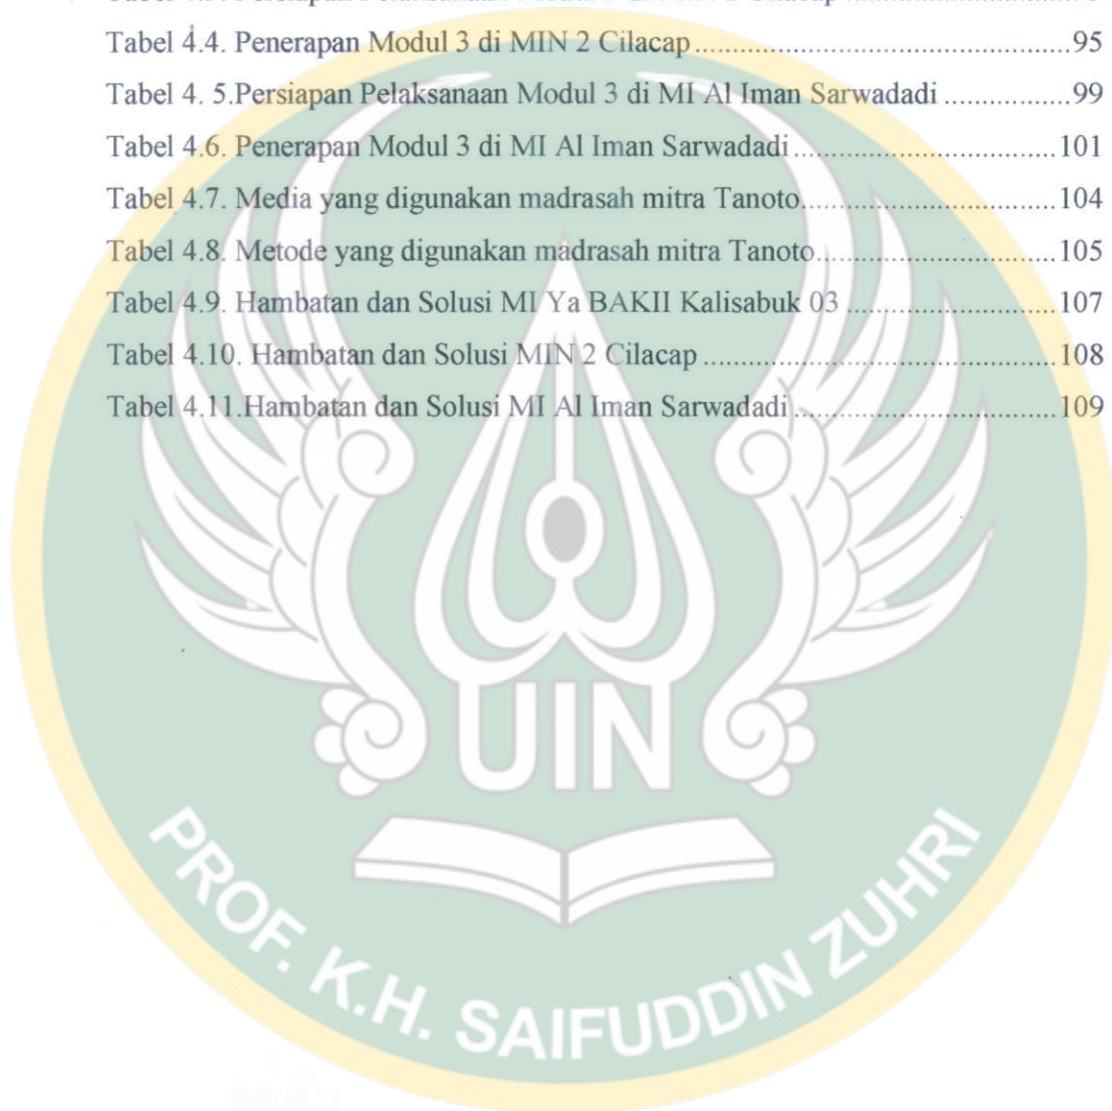 Tabel 4.4. Penerapan Modul 3 di MIN 2 Cilacap ............................................................ 95
Tabel 4. 5.Persiapan Pelaksanaan Modul 3 di MI Al Iman Sarwadadi ................ 99
Tabel 4.6. Penerapan Modul 3 di MI Al Iman Sarwadadi ................................... 101
Tabel 4.7. Media yang digunakan madrasah mitra Tanoto.................................. 104
Tabel 4.8. Metode yang digunakan madrasah mitra Tanoto................................ 105
Tabel 4.9. Hambatan dan Solusi MI Ya BAKII Kalisabuk 03 ............................ 107
Tabel 4.10. Hambatan dan Solusi MIN 2 Cilacap ............................................... 108
Tabel 4.11.Hambatan dan Solusi MI Al Iman Sarwadadi ................................... 109
UIN
PROF. K.H. SAIFUDDIN ZUHRI